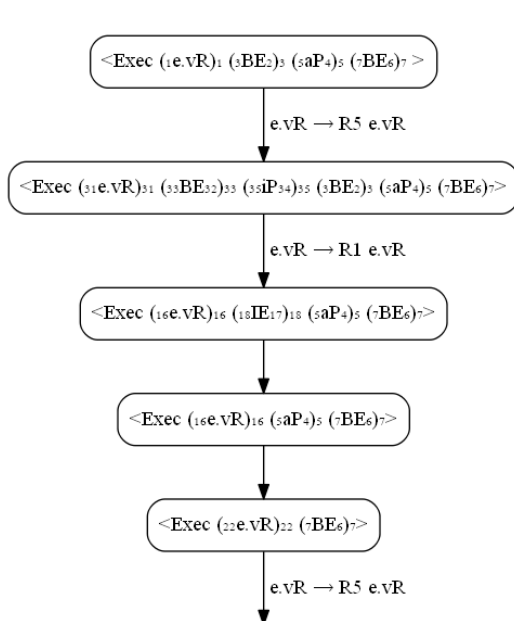 <Exec (₁e.vR)₁ (₃BE₂)₃ (₅aP₄)₅ (₇BE₆)₇ >
e.vR → R5 e.vR
<Exec (₃₁e.vR)₃₁ (₃₃BE₃₂)₃₃ (₃₅iP₃₄)₃₅ (₃BE₂)₃ (₅aP₄)₅ (₇BE₆)₇>
e.vR → R1 e.vR
<Exec (₁₆e.vR)₁₆ (₁₈IE₁₇)₁₈ (₅aP₄)₅ (₇BE₆)₇>
<Exec (₁₆e.vR)₁₆ (₅aP₄)₅ (₇BE₆)₇>
<Exec (₂₂e.vR)₂₂ (₇BE₆)₇>
e.vR → R5 e.vR